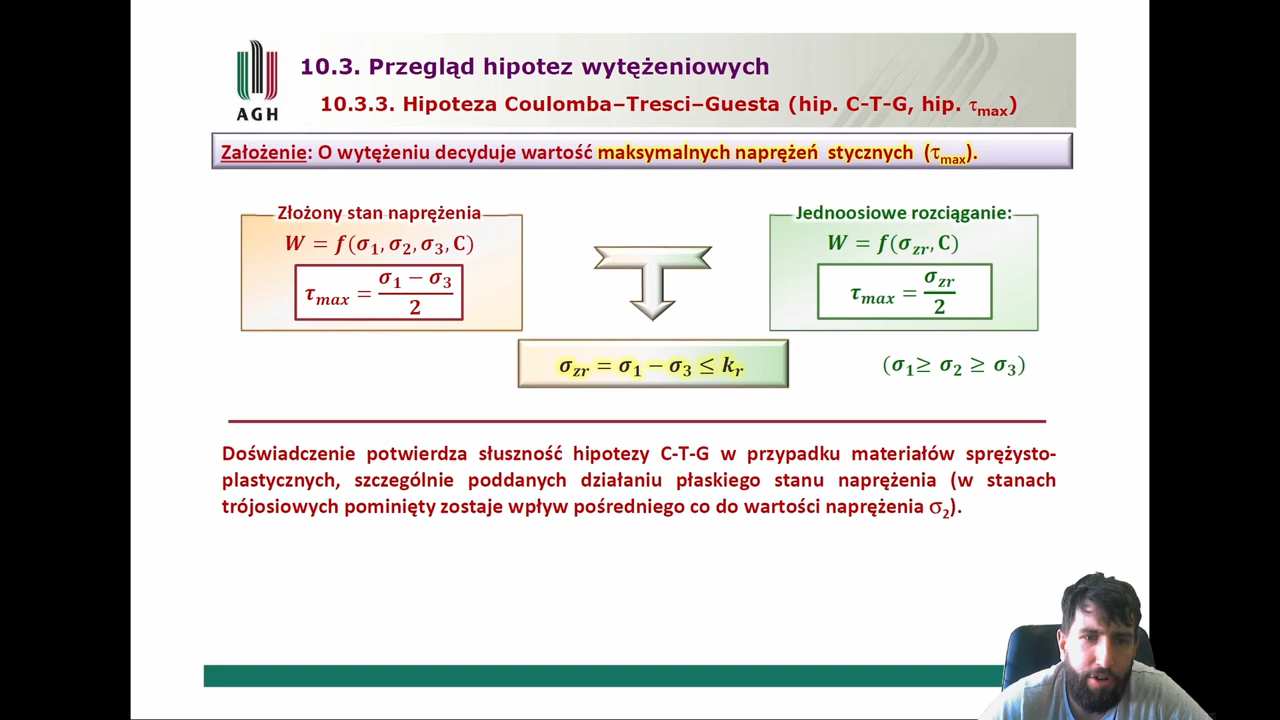 AGH
10.3. Przegląd hipotez wytężeniowych
10.3.3. Hipoteza Coulomba–Tresci–Guesta (hip. C-T-G, hip. τmax)
Założenie: O wytężeniu decyduje wartość maksymalnych naprężeń stycznych (τmax).
Złożony stan naprężenia
W = f(σ1, σ2, σ3, C)
τmax = (σ1 − σ3)/2
Jednoosiowe rozciąganie:
W = f(σzr, C)
τmax = σzr/2
σzr = σ1 − σ3 ≤ kr
(σ1≥ σ2 ≥ σ3)
Doświadczenie potwierdza słuszność hipotezy C-T-G w przypadku materiałów sprężysto-
plastycznych, szczególnie poddanych działaniu płaskiego stanu naprężenia (w stanach
trójosiowych pominięty zostaje wpływ pośredniego co do wartości naprężenia σ2).